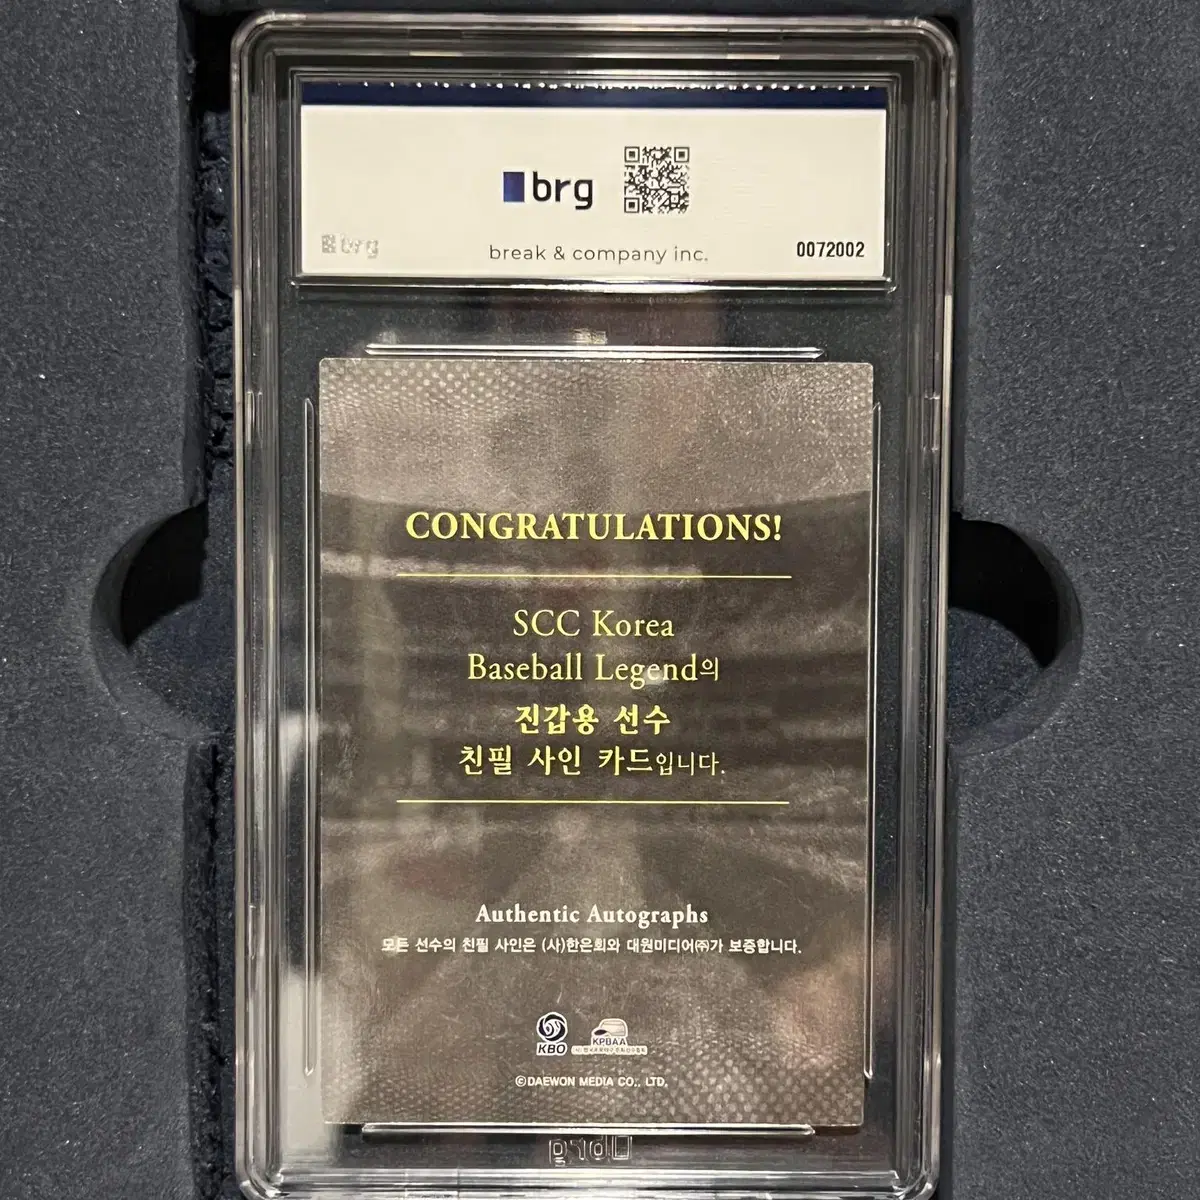 brg
brg
break & company inc.
0072002
CONGRATULATIONS!
SCC Korea
Baseball Legend의
진갑용 선수
친필 사인 카드입니다.
Authentic Autographs
모든 선수의 친필 사인은 (사)한은회와 대원미디어㈜가 보증합니다.
KBO
KPBAA
©DAEWON MEDIA CO., LTD.